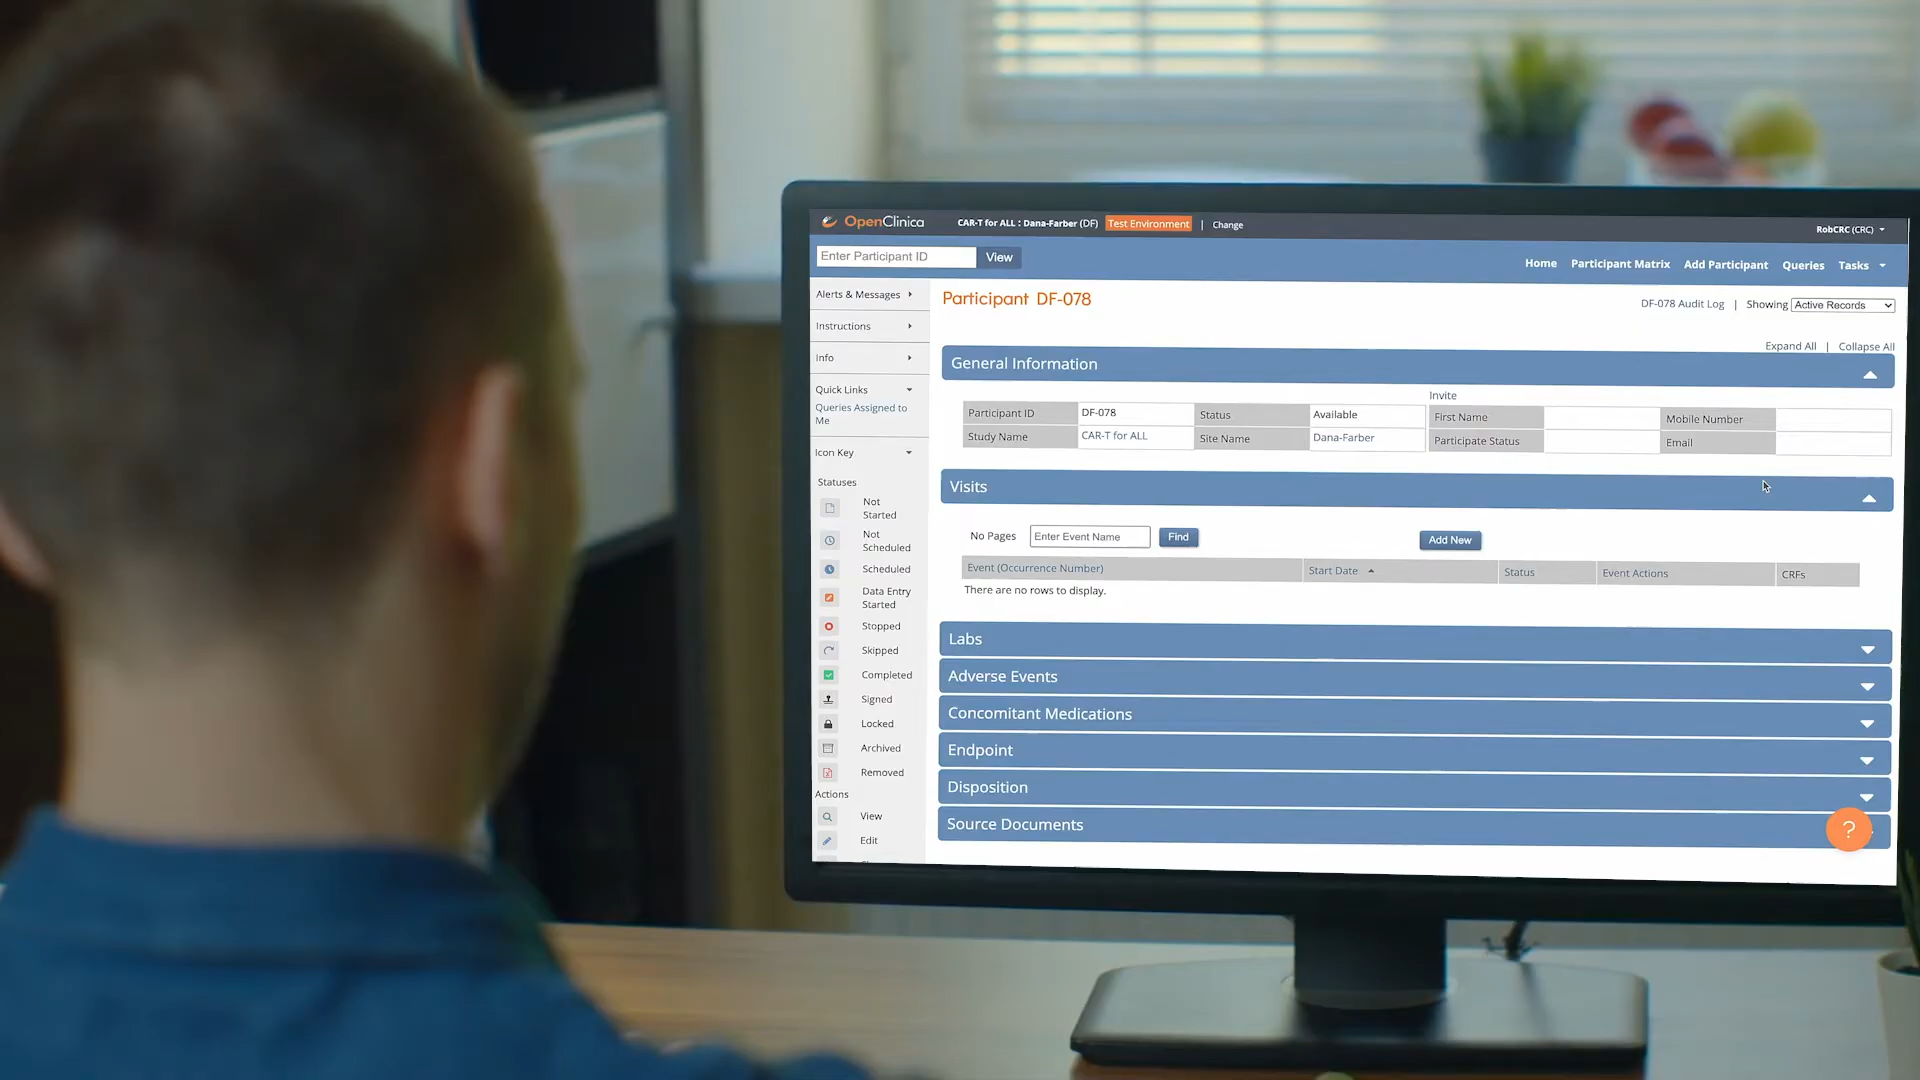 OpenClinica CAR-T for ALL : Dana-Farber (DF) Test Environment | Change RobCRC (CRC)
Enter Participant ID View Home Participant Matrix Add Participant Queries Tasks
Alerts & Messages
Instructions
Info
Quick Links
Queries Assigned to
Me
Icon Key
Statuses
Not
Started
Not
Scheduled
Scheduled
Data Entry
Started
Stopped
Skipped
Completed
Signed
Locked
Archived
Removed
Actions
View
Edit
Participant DF-078
DF-078 Audit Log | Showing Active Records
Expand All | Collapse All
General Information
Invite
Participant ID DF-078 Status Available First Name Mobile Number
Study Name CAR-T for ALL Site Name Dana-Farber Participate Status Email
Visits
No Pages Enter Event Name Find Add New
Event (Occurrence Number) Start Date Status Event Actions CRFs
There are no rows to display.
Labs
Adverse Events
Concomitant Medications
Endpoint
Disposition
Source Documents
?